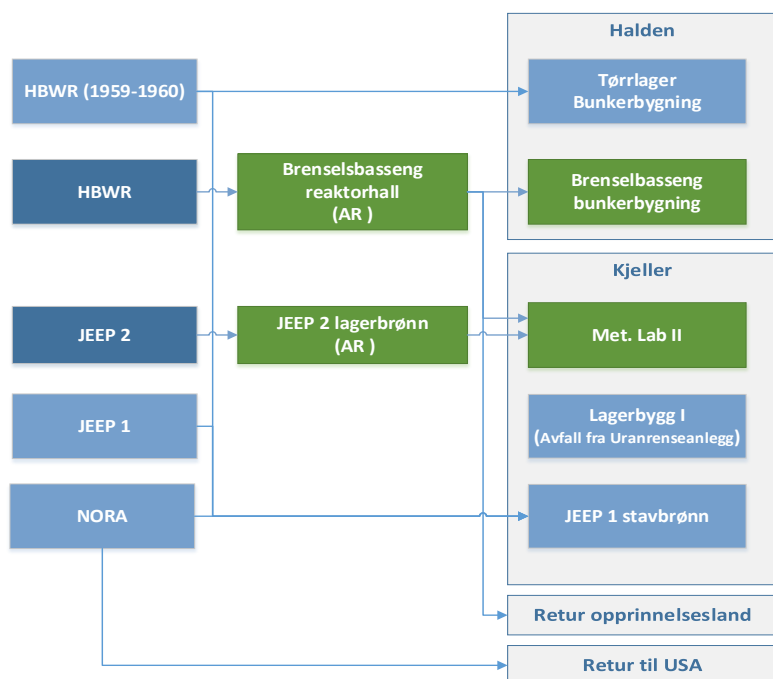 Halden
HBWR (1959-1960)
Tørrlager
Bunkerbygning
HBWR
Brenselsbasseng
reaktorhall
(AR )
Brenselbasseng
bunkerbygning
Kjeller
JEEP 2
JEEP 2 lagerbrønn
(AR )
Met. Lab II
JEEP 1
Lagerbygg I
(Avfall fra Uranrenseanlegg)
NORA
JEEP 1 stavbrønn
Retur opprinnelsesland
Retur til USA